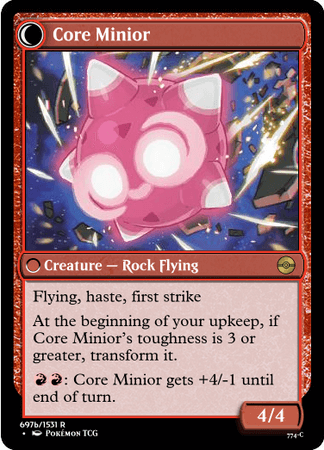 Core Minior
Creature — Rock Flying
Flying, haste, first strike
At the beginning of your upkeep, if
Core Minior's toughness is 3 or
greater, transform it.
: Core Minior gets +4/-1 until
end of turn.
4/4
697b/1531 R
• Pokémon TCG
774-C